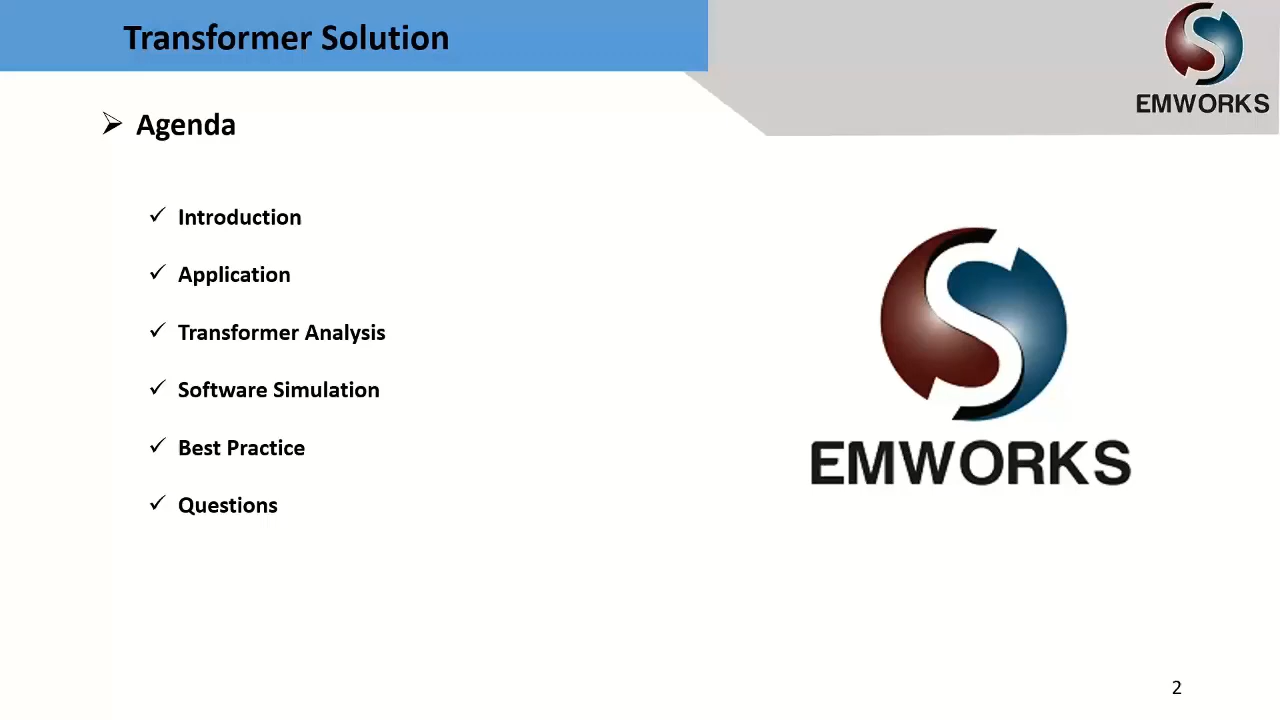 Transformer Solution
EMWORKS
Agenda
Introduction
Application
Transformer Analysis
Software Simulation
Best Practice
Questions
EMWORKS
2